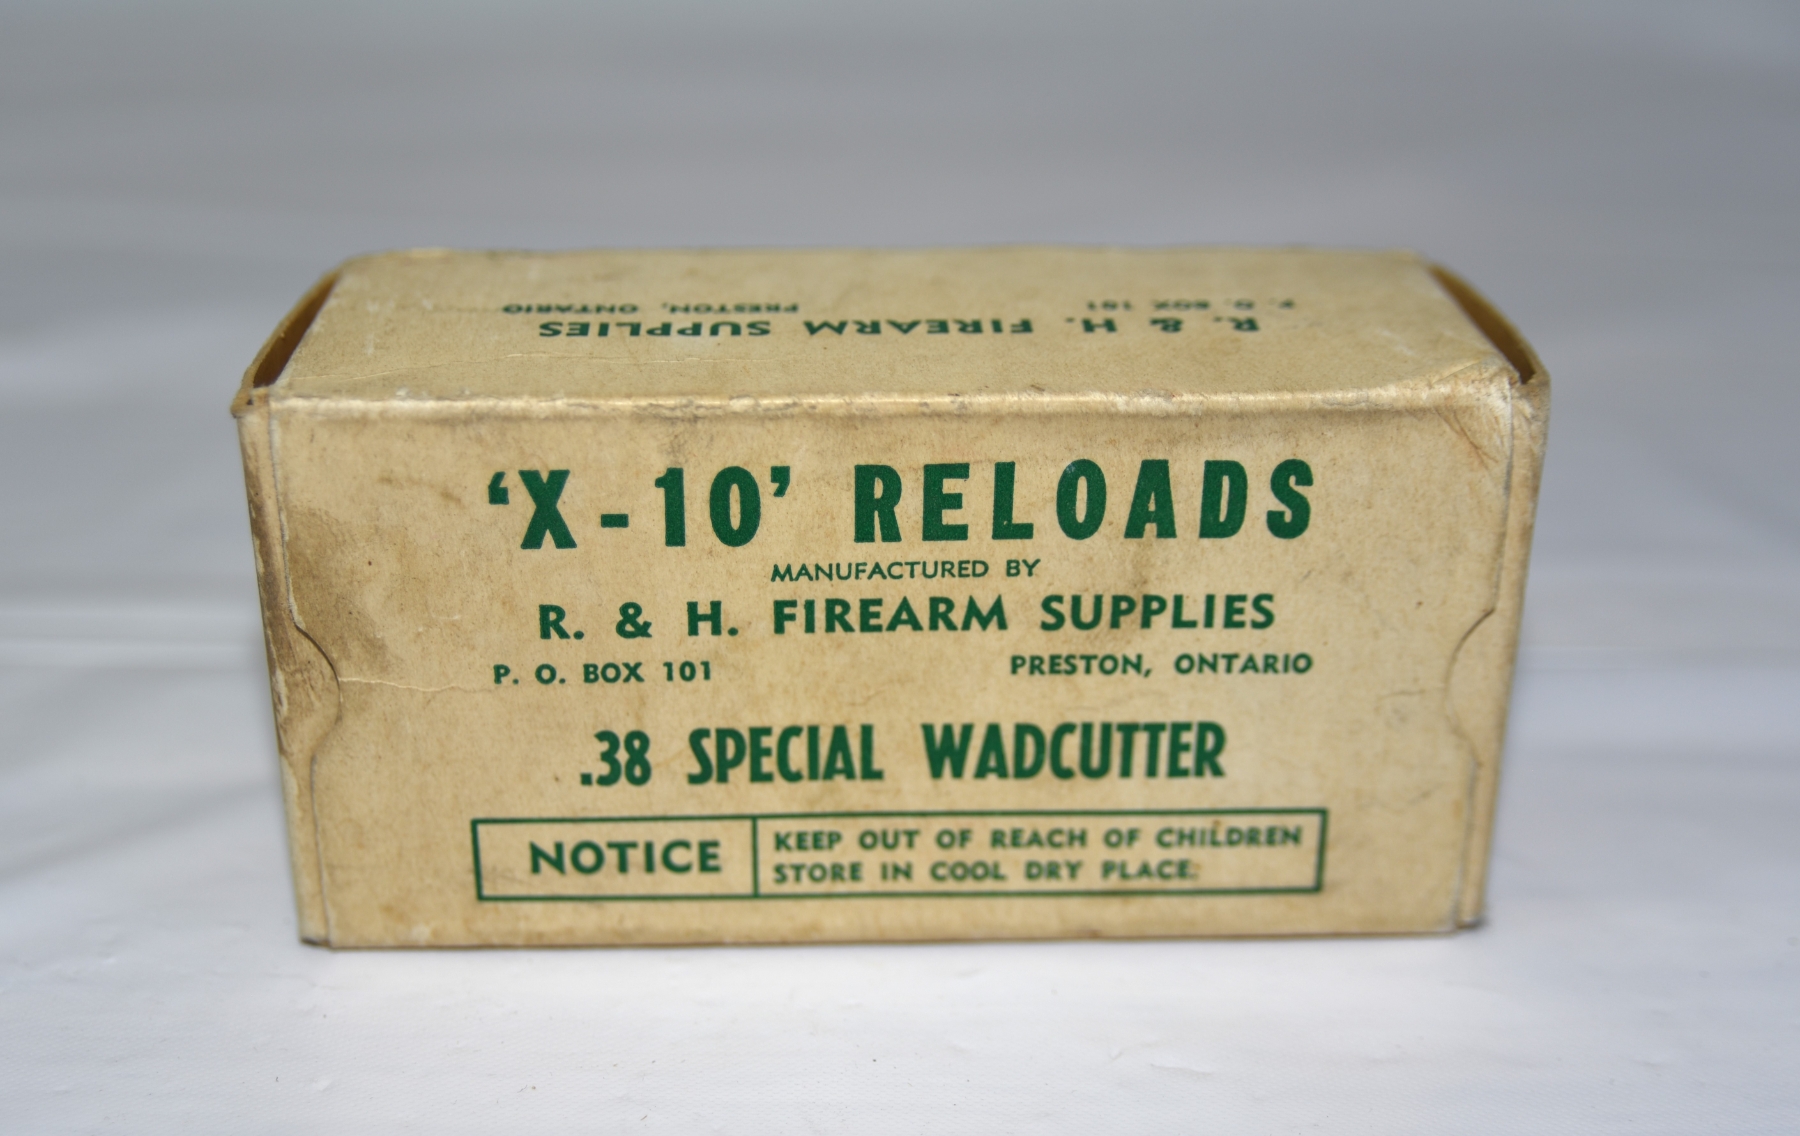 R. & H. FIREARM SUPPLIES
P. O. BOX 101 PRESTON, ONTARIO
‘X-10’ RELOADS
MANUFACTURED BY
R. & H. FIREARM SUPPLIES
P. O. BOX 101 PRESTON, ONTARIO
.38 SPECIAL WADCUTTER
NOTICE
KEEP OUT OF REACH OF CHILDREN
STORE IN COOL DRY PLACE.